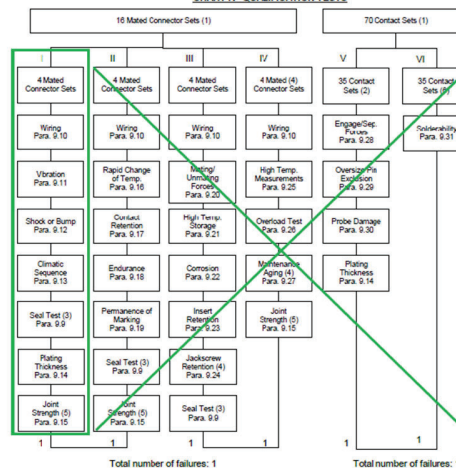 16 Mated Connector Sets (1)
70 Contact Sets (1)
I
II
III
IV
V
VI
4 Mated
Connector Sets
4 Mated
Connector Sets
4 Mated
Connector Sets
4 Mated (4)
Connector Sets
35 Contact
Sets (2)
35 Contacts
Sets (6)
Wiring
Para. 9.10
Wiring
Para. 9.10
Wiring
Para. 9.10
Wiring
Para. 9.10
Engage/Sep.
Forces
Para. 9.28
Solderability
Para. 9.31
Vibration
Para. 9.11
Rapid Change
of Temp.
Para. 9.16
Mating/
Unmating
Forces
Para. 9.20
High Temp.
Measurements
Para. 9.25
Oversize Pin
Exclusion
Para. 9.29
Shock or Bump
Para. 9.12
Contact
Retention
Para. 9.17
High Temp.
Storage
Para. 9.21
Overload Test
Para. 9.26
Probe Damage
Para. 9.30
Climatic
Sequence
Para. 9.13
Endurance
Para. 9.18
Corrosion
Para. 9.22
Maintenance
Aging (4)
Para. 9.27
Plating
Thickness
Para. 9.14
Seal Test (3)
Para. 9.9
Permanence of
Marking
Para. 9.19
Insert
Retention
Para. 9.23
Joint
Strength (5)
Para. 9.15
Plating
Thickness
Para. 9.14
Seal Test (3)
Para. 9.9
Jackscrew
Retention (4)
Para. 9.24
Joint
Strength (5)
Para. 9.15
Joint
Strength (5)
Para. 9.15
Seal Test (3)
Para. 9.9
1
1
1
1
1
1
Total number of failures: 1
Total number of failures: